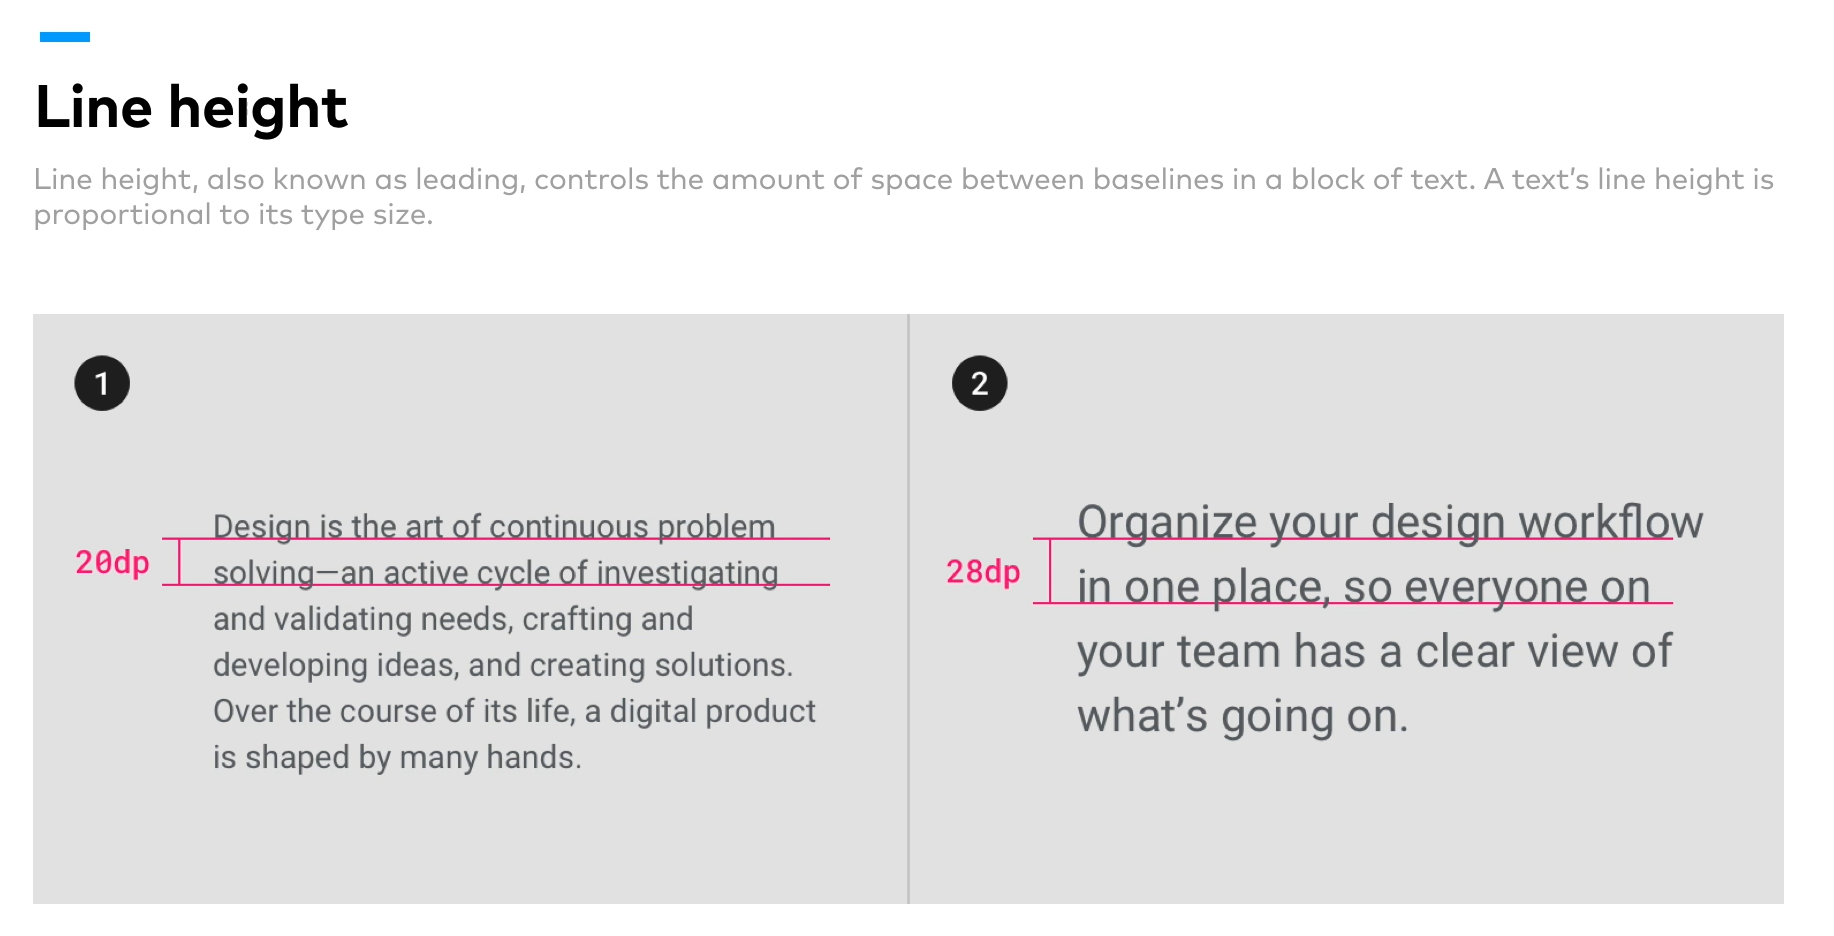 Line height
Line height, also known as leading, controls the amount of space between baselines in a block of text. A text’s line height is
proportional to its type size.
1
20dp
Design is the art of continuous problem
solving—an active cycle of investigating
and validating needs, crafting and
developing ideas, and creating solutions.
Over the course of its life, a digital product
is shaped by many hands.
2
28dp
Organize your design workflow
in one place, so everyone on
your team has a clear view of
what’s going on.